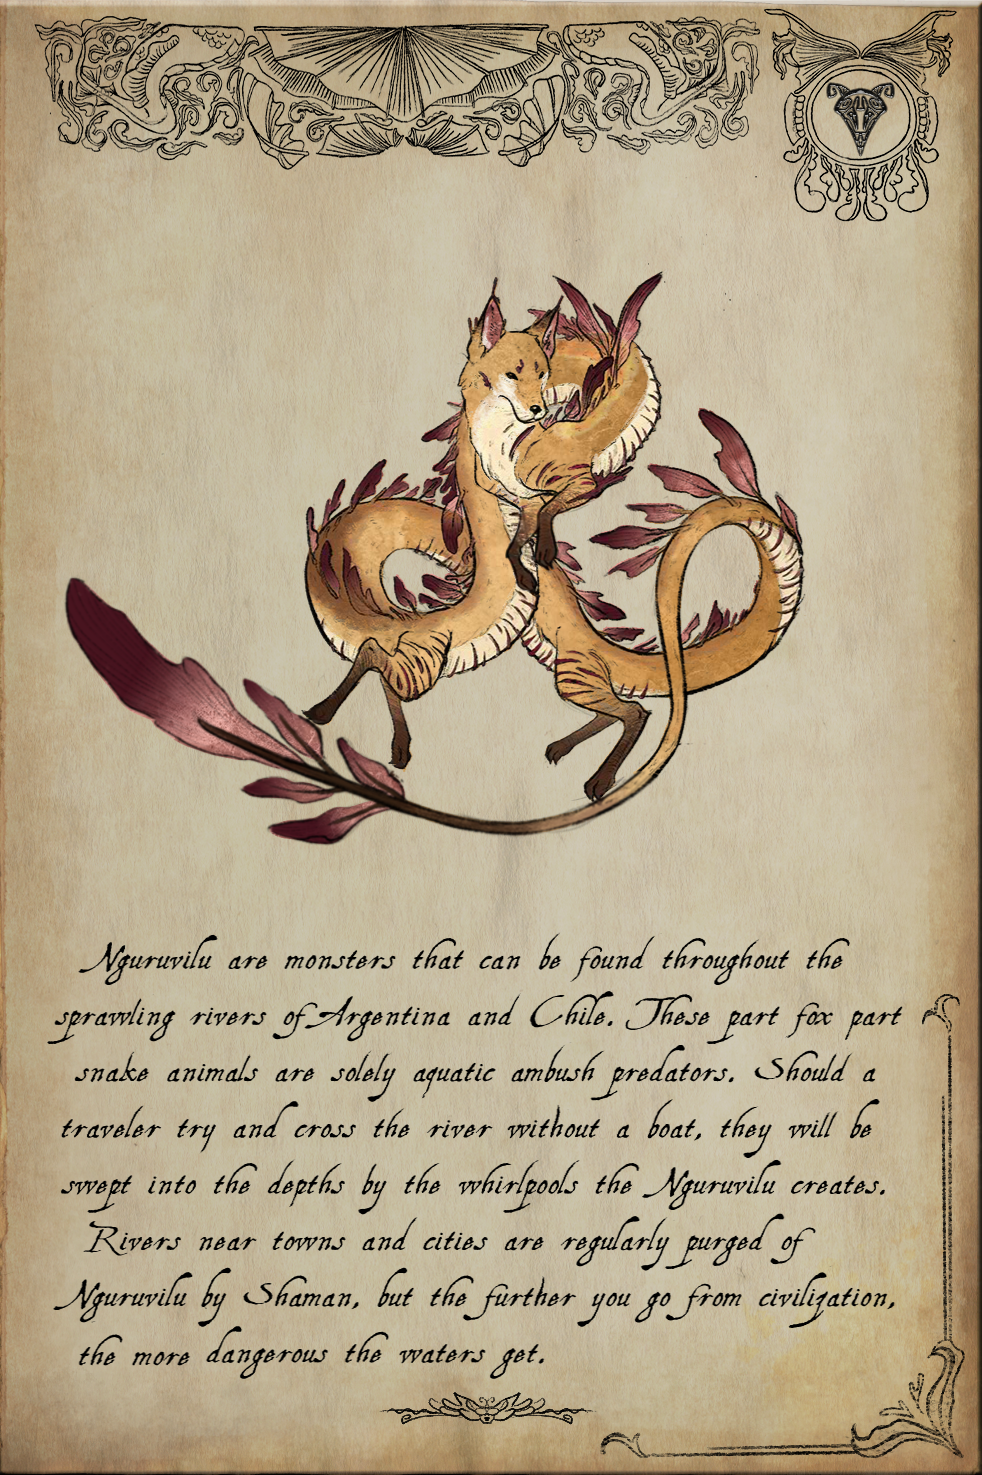 Nguruvilu are monsters that can be found throughout the
sprawling rivers of Argentina and Chile. These part fox part
snake animals are solely aquatic ambush predators. Should a
traveler try and cross the river without a boat, they will be
swept into the depths by the whirlpools the Nguruvilu creates.
Rivers near towns and cities are regularly purged of
Nguruvilu by Shaman, but the further you go from civilization,
the more dangerous the waters get.